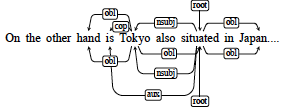 root
obl
nsubj
obl
cop
On the other hand is Tokyo also situated in Japan....
obl
obl
nsubj
aux
root